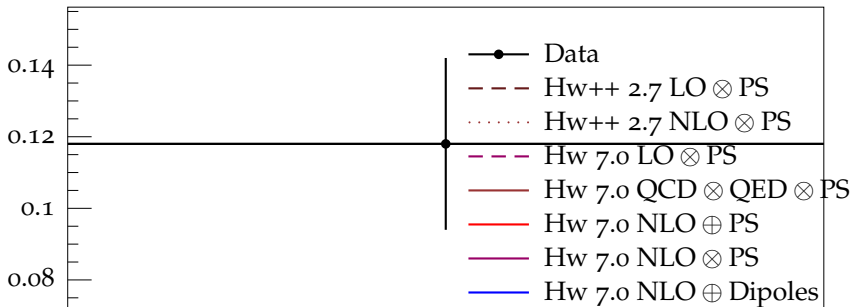 0.14
0.12
0.1
0.08
Data
Hw++ 2.7 LO ⊗ PS
Hw++ 2.7 NLO ⊗ PS
Hw 7.0 LO ⊗ PS
Hw 7.0 QCD ⊗ QED ⊗ PS
Hw 7.0 NLO ⊕ PS
Hw 7.0 NLO ⊗ PS
Hw 7.0 NLO ⊕ Dipoles